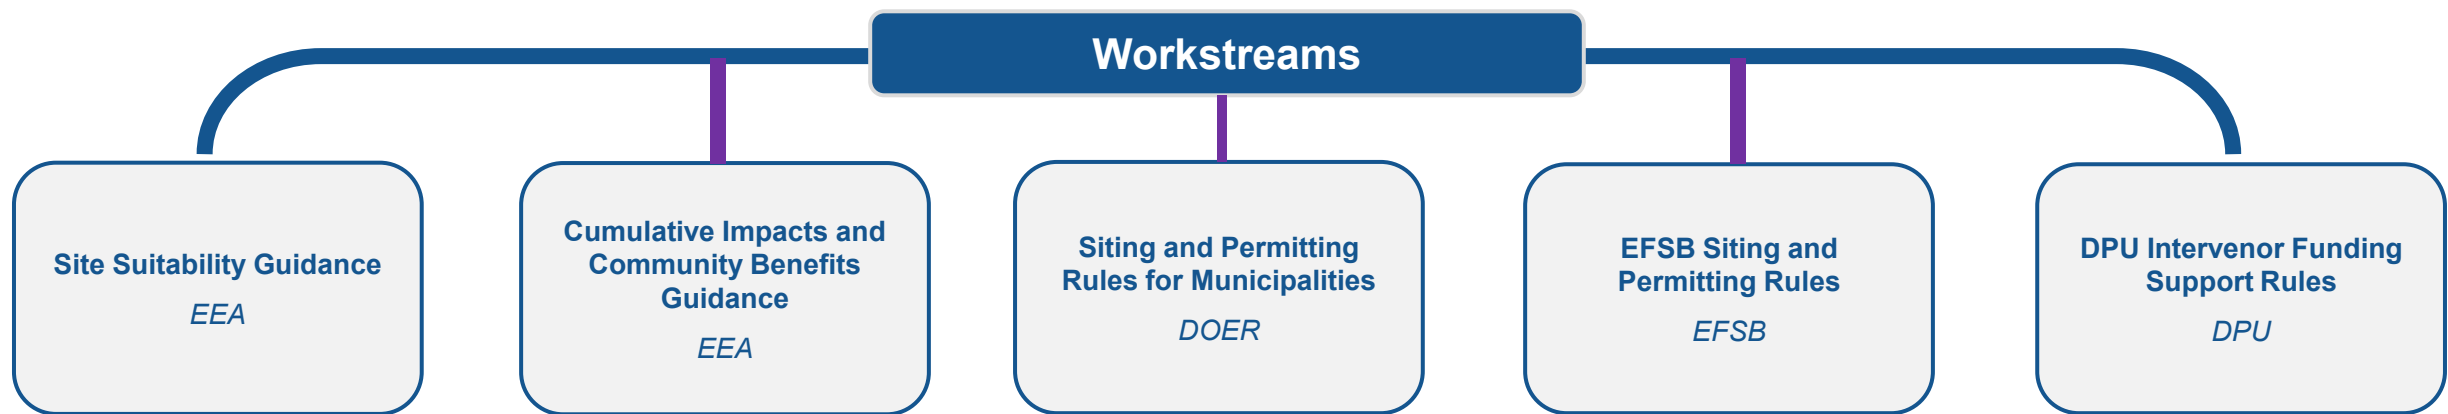 Workstreams
Site Suitability Guidance
EEA
Cumulative Impacts and
Community Benefits
Guidance
EEA
Siting and Permitting
Rules for Municipalities
DOER
EFSB Siting and
Permitting Rules
EFSB
DPU Intervenor Funding
Support Rules
DPU